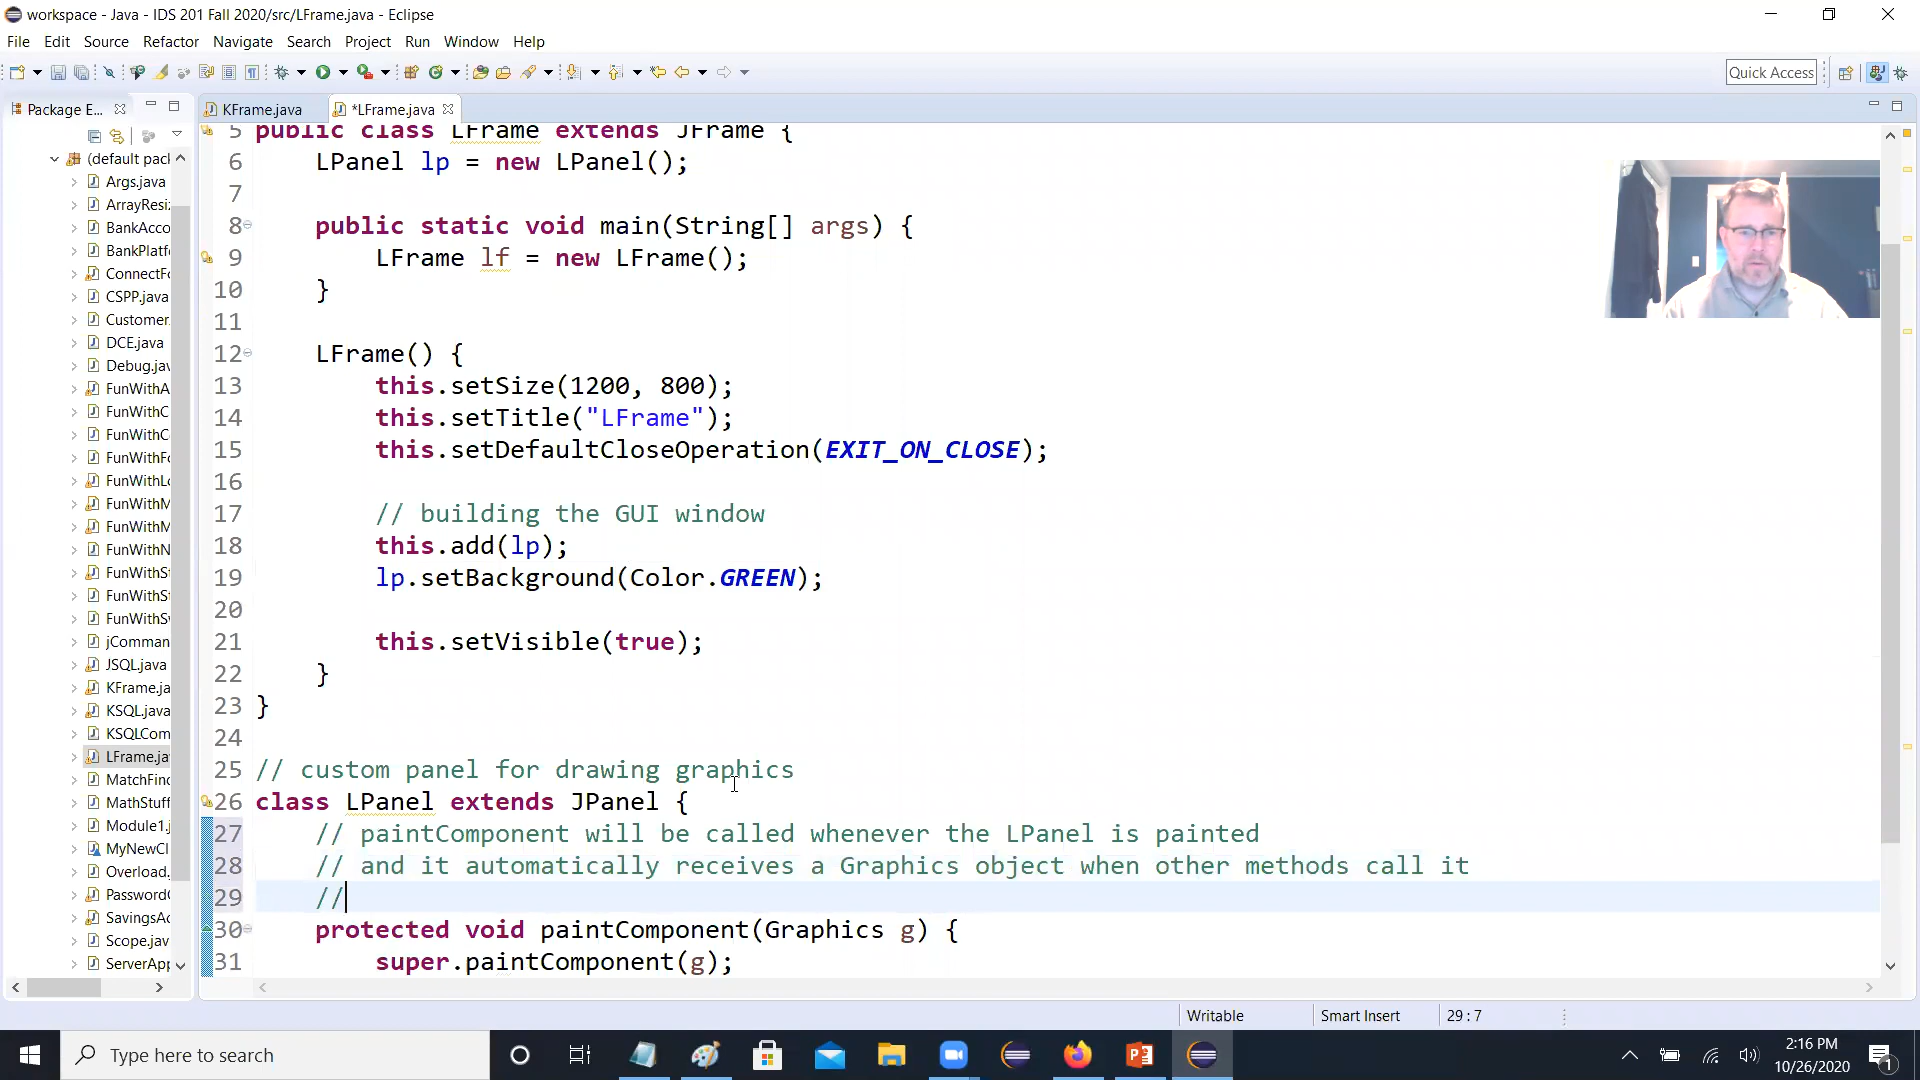 workspace - Java - IDS 201 Fall 2020/src/LFrame.java - Eclipse
File Edit Source Refactor Navigate Search Project Run Window Help
Quick Access
Package E... KFrame.java *LFrame.java
(default pack
Args.java
ArrayResi
BankAcco
BankPlatf
ConnectFo
CSPP.java
Customer.
DCE.java
Debug.jav
FunWithA
FunWithC
FunWithC
FunWithFo
FunWithLo
FunWithM
FunWithM
FunWithN
FunWithSt
FunWithSt
FunWithSv
jComman
JSQL.java
KFrame.ja
KSQL.java
KSQLCom
LFrame.ja
MatchFinc
MathStuff
Module1.j
MyNewCl
Overload.
PasswordC
SavingsAc
Scope.jav
ServerApp
5 public class LFrame extends JFrame {
6 LPanel lp = new LPanel();
7
8 public static void main(String[] args) {
9 LFrame lf = new LFrame();
10 }
11
12 LFrame() {
13 this.setSize(1200, 800);
14 this.setTitle("LFrame");
15 this.setDefaultCloseOperation(EXIT_ON_CLOSE);
16
17 // building the GUI window
18 this.add(lp);
19 lp.setBackground(Color.GREEN);
20
21 this.setVisible(true);
22 }
23 }
24
25 // custom panel for drawing graphics
26 class LPanel extends JPanel {
27 // paintComponent will be called whenever the LPanel is painted
28 // and it automatically receives a Graphics object when other methods call it
29 //
30 protected void paintComponent(Graphics g) {
31 super.paintComponent(g);
Writable Smart Insert 29 : 7
Type here to search
2:16 PM
10/26/2020
1